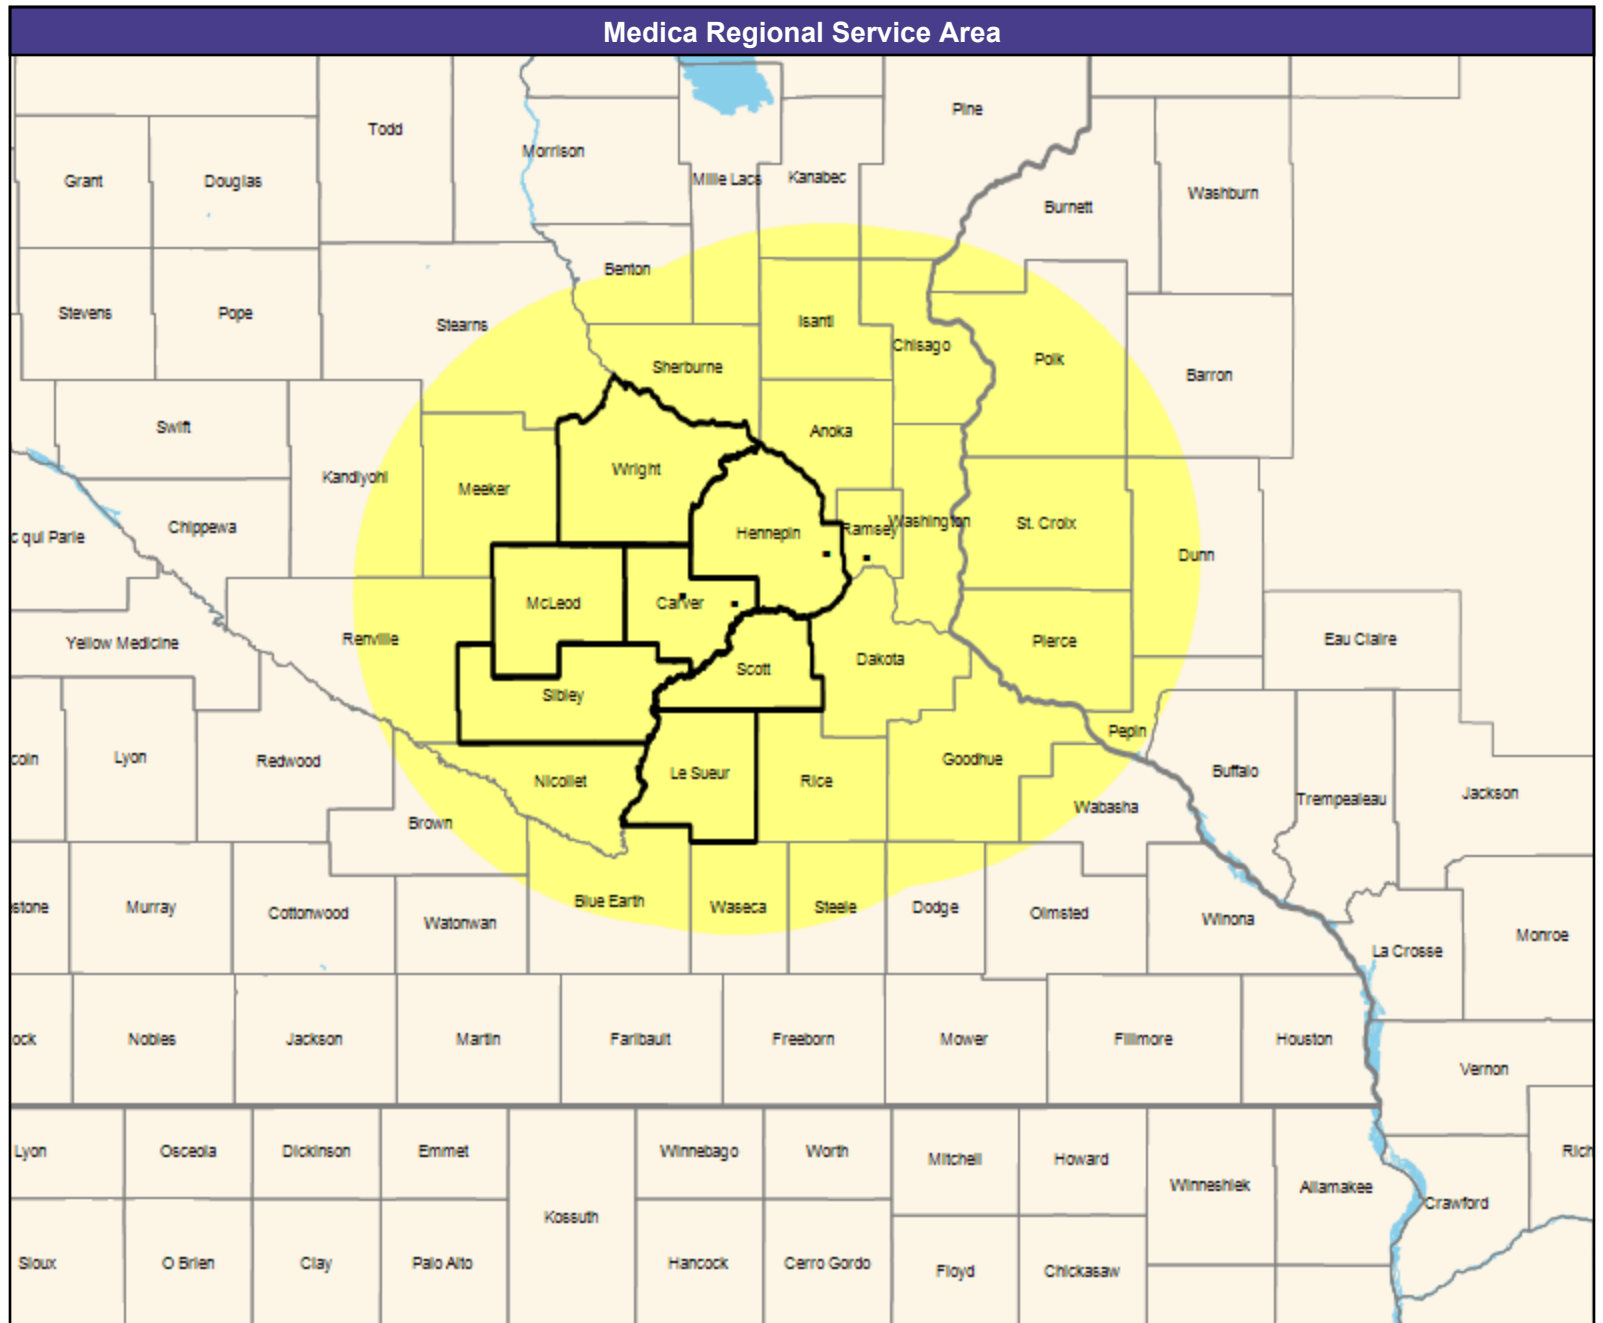 Medica Regional Service Area
Pine
Todd
Morrison
Mille Lacs
Kanabec
Grant
Douglas
Washburn
Burnett
Benton
Stevens
Pope
Stearns
Isanti
Chisago
Polk
Barron
Sherburne
Swift
Anoka
Kandiyohi
Wright
Meeker
Chippewa
c qui Parle
Hennepin
Ramsey
Washington
St. Croix
Dunn
McLeod
Carver
Yellow Medicine
Renville
Scott
Dakota
Pierce
Eau Claire
Sibley
coln
Lyon
Redwood
Nicollet
Le Sueur
Rice
Goodhue
Pepin
Buffalo
Trempealeau
Jackson
Brown
Wabasha
stone
Murray
Cottonwood
Watonwan
Blue Earth
Waseca
Steele
Dodge
Olmsted
Winona
La Crosse
Monroe
ock
Nobles
Jackson
Martin
Faribault
Freeborn
Mower
Fillmore
Houston
Vernon
Lyon
Osceola
Dickinson
Emmet
Winnebago
Worth
Mitchell
Howard
Winneshiek
Allamakee
Crawford
Rich
Kossuth
Sioux
O Brien
Clay
Palo Alto
Hancock
Cerro Gordo
Floyd
Chickasaw